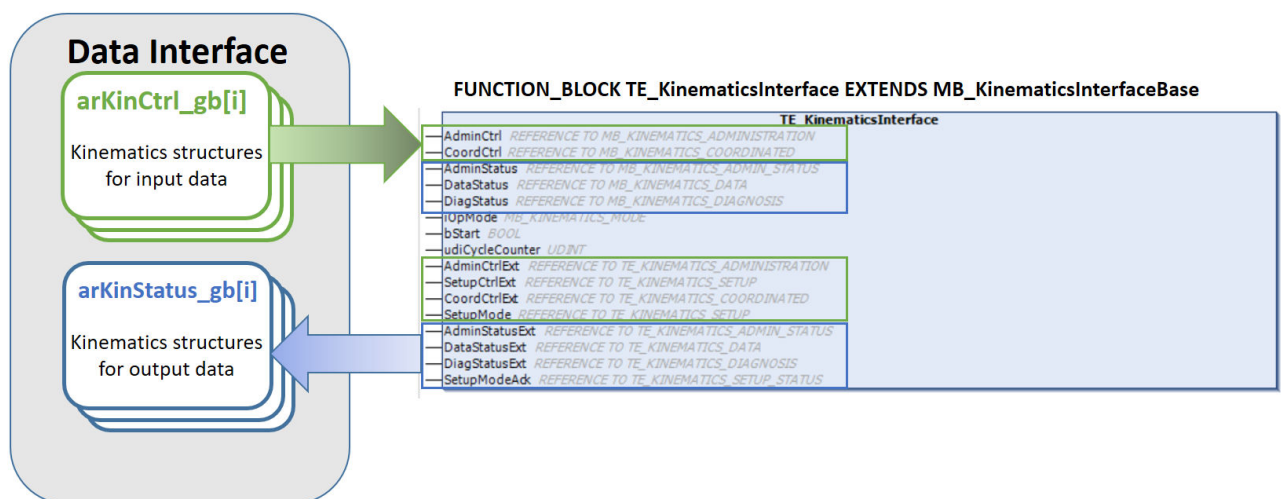 Data Interface
arKinCtrl_gb[i]
Kinematics structures
for input data
arKinStatus_gb[i]
Kinematics structures
for output data
FUNCTION_BLOCK TE_KinematicsInterface EXTENDS MB_KinematicsInterfaceBase
TE_KinematicsInterface
AdminCtrl REFERENCE TO MB_KINEMATICS_ADMINISTRATION
CoordCtrl REFERENCE TO MB_KINEMATICS_COORDINATED
AdminStatus REFERENCE TO MB_KINEMATICS_ADMIN_STATUS
DataStatus REFERENCE TO MB_KINEMATICS_DATA
DiagStatus REFERENCE TO MB_KINEMATICS_DIAGNOSIS
iOpMode MB_KINEMATICS_MODE
bStart BOOL
udiCycleCounter UDINT
AdminCtrlExt REFERENCE TO TE_KINEMATICS_ADMINISTRATION
SetupCtrlExt REFERENCE TO TE_KINEMATICS_SETUP
CoordCtrlExt REFERENCE TO TE_KINEMATICS_COORDINATED
SetupMode REFERENCE TO TE_KINEMATICS_SETUP
AdminStatusExt REFERENCE TO TE_KINEMATICS_ADMIN_STATUS
DataStatusExt REFERENCE TO TE_KINEMATICS_DATA
DiagStatusExt REFERENCE TO TE_KINEMATICS_DIAGNOSIS
SetupModeAck REFERENCE TO TE_KINEMATICS_SETUP_STATUS